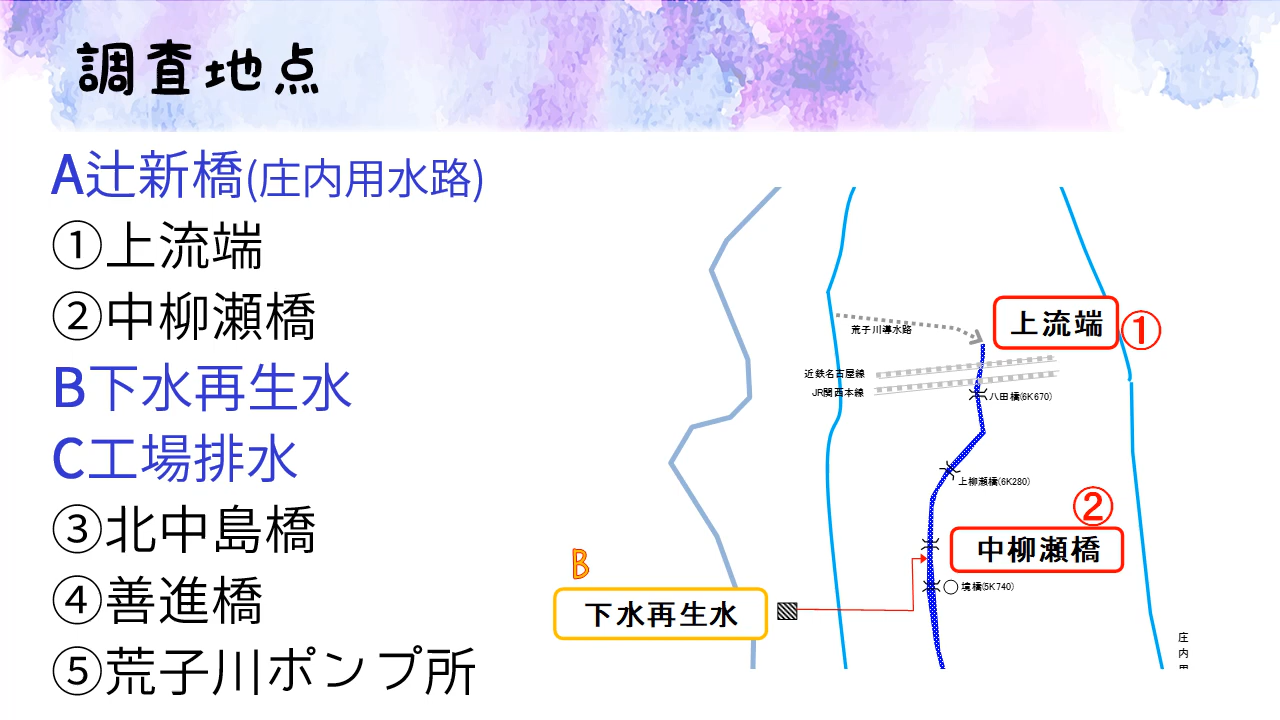 調査地点
A辻新橋(庄内用水路)
①上流端
②中柳瀬橋
B下水再生水
C工場排水
③北中島橋
④善進橋
⑤荒子川ポンプ所
上流端
①
荒子川導水路
近鉄名古屋線
JR関西本線
八田橋(6K670)
上柳瀬橋(6K280)
②
中柳瀬橋
B
境橋(5K740)
下水再生水
庄
内